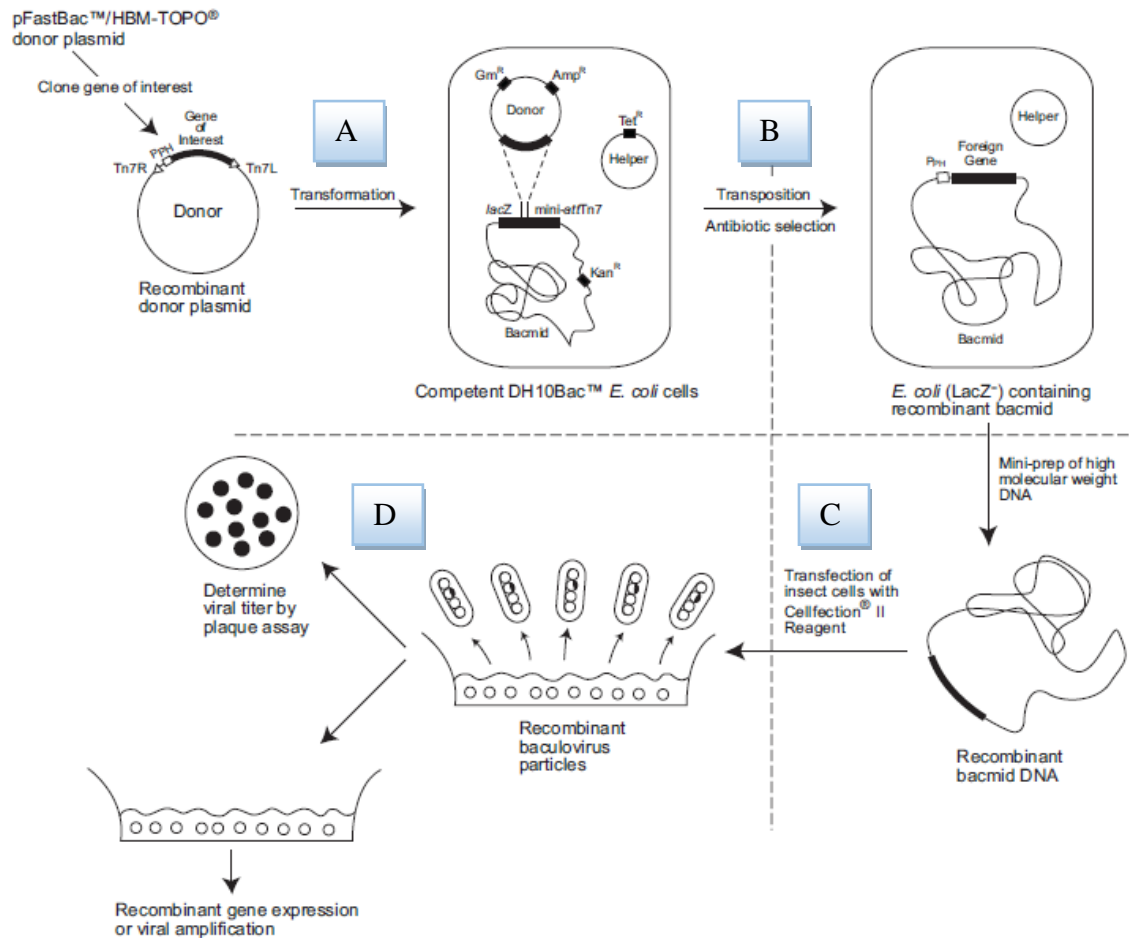 pFastBac™/HBM-TOPO®
donor plasmid
Clone gene of interest
Gene
of
Interest
PPH
Tn7R
Tn7L
Donor
Recombinant
donor plasmid
A
Transformation
GmR
AmpR
Donor
TetR
Helper
lacZ
mini-attTn7
KanR
Bacmid
Competent DH10Bac™ E. coli cells
B
Transposition
Antibiotic selection
Helper
Foreign
Gene
PPH
Bacmid
E. coli (LacZ-) containing
recombinant bacmid
Mini-prep of high
molecular weight
DNA
C
Transfection of
insect cells with
Cellfection® II
Reagent
Recombinant
bacmid DNA
D
Recombinant
baculovirus
particles
Determine
viral titer by
plaque assay
Recombinant gene expression
or viral amplification